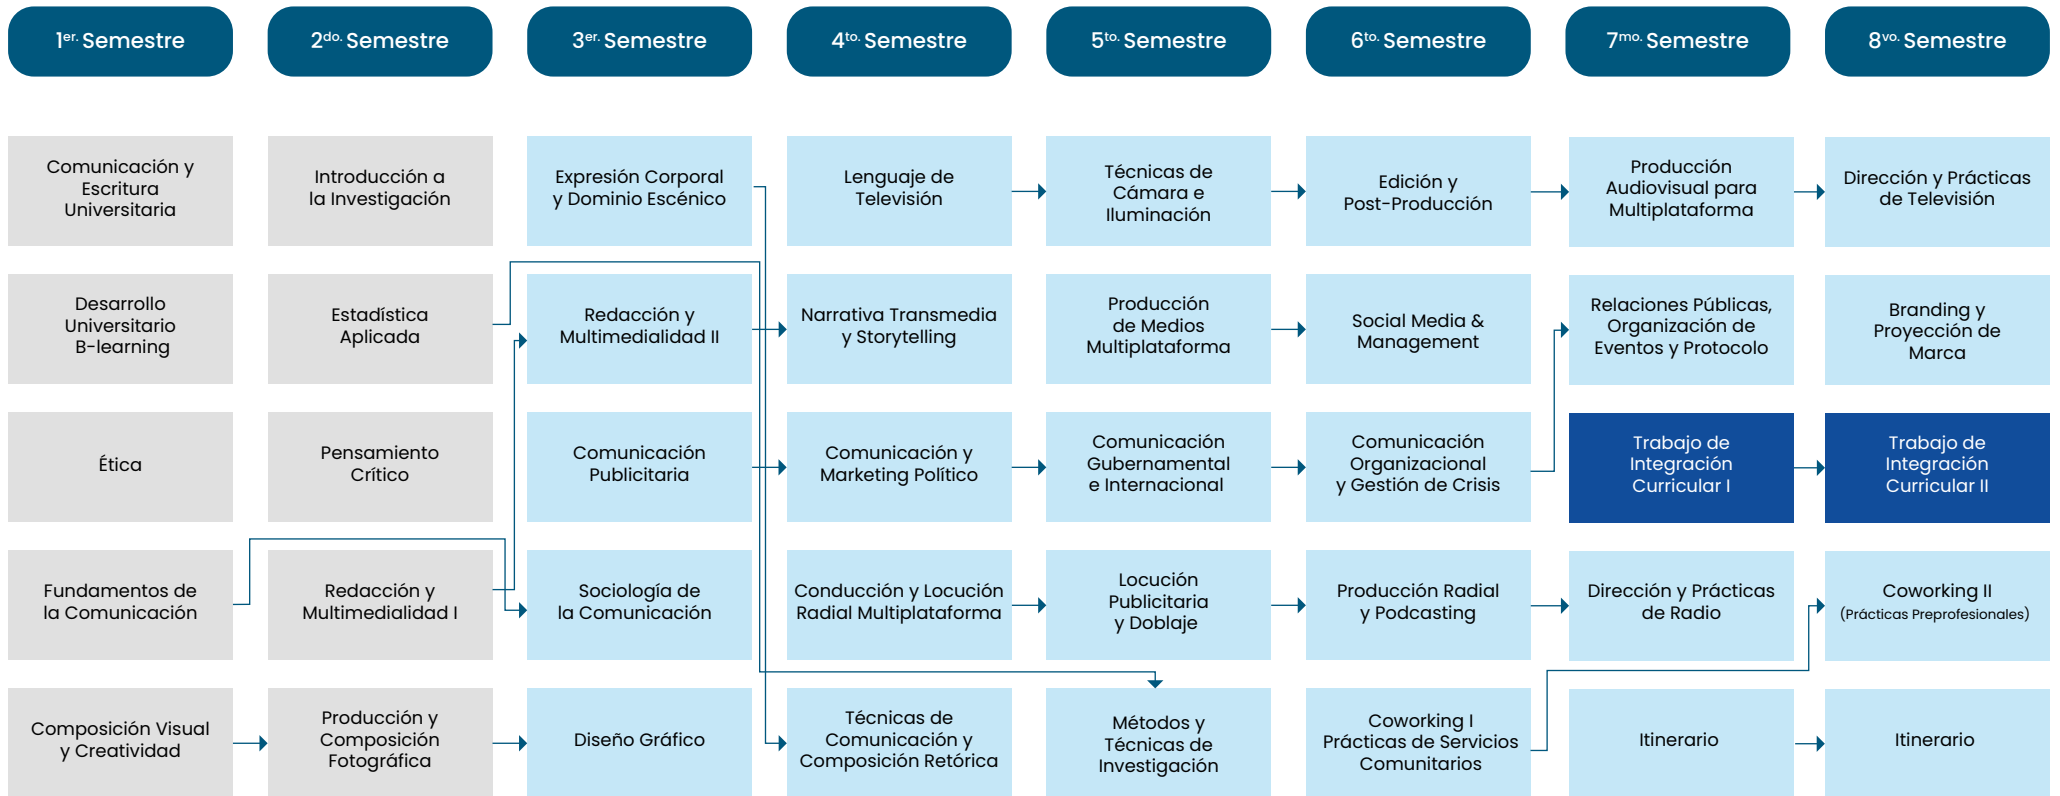 1er. Semestre
2do. Semestre
3er. Semestre
4to. Semestre
5to. Semestre
6to. Semestre
7mo. Semestre
8vo. Semestre
Comunicación y
Escritura
Universitaria
Introducción a
la Investigación
Expresión Corporal
y Dominio Escénico
Lenguaje de
Televisión
Técnicas de
Cámara e
Iluminación
Edición y
Post-Producción
Producción
Audiovisual para
Multiplataforma
Dirección y Prácticas
de Televisión
Desarrollo
Universitario
B-learning
Estadística
Aplicada
Redacción y
Multimedialidad II
Narrativa Transmedia
y Storytelling
Producción
de Medios
Multiplataforma
Social Media &
Management
Relaciones Públicas,
Organización de
Eventos y Protocolo
Branding y
Proyección de
Marca
Ética
Pensamiento
Crítico
Comunicación
Publicitaria
Comunicación y
Marketing Político
Comunicación
Gubernamental
e Internacional
Comunicación
Organizacional
y Gestión de Crisis
Trabajo de
Integración
Curricular I
Trabajo de
Integración
Curricular II
Fundamentos de
la Comunicación
Redacción y
Multimedialidad I
Sociología de
la Comunicación
Conducción y Locución
Radial Multiplataforma
Locución
Publicitaria
y Doblaje
Producción Radial
y Podcasting
Dirección y Prácticas
de Radio
Coworking II
(Prácticas Preprofesionales)
Composición Visual
y Creatividad
Producción y
Composición
Fotográfica
Diseño Gráfico
Técnicas de
Comunicación y
Composición Retórica
Métodos y
Técnicas de
Investigación
Coworking I
Prácticas de Servicios
Comunitarios
Itinerario
Itinerario